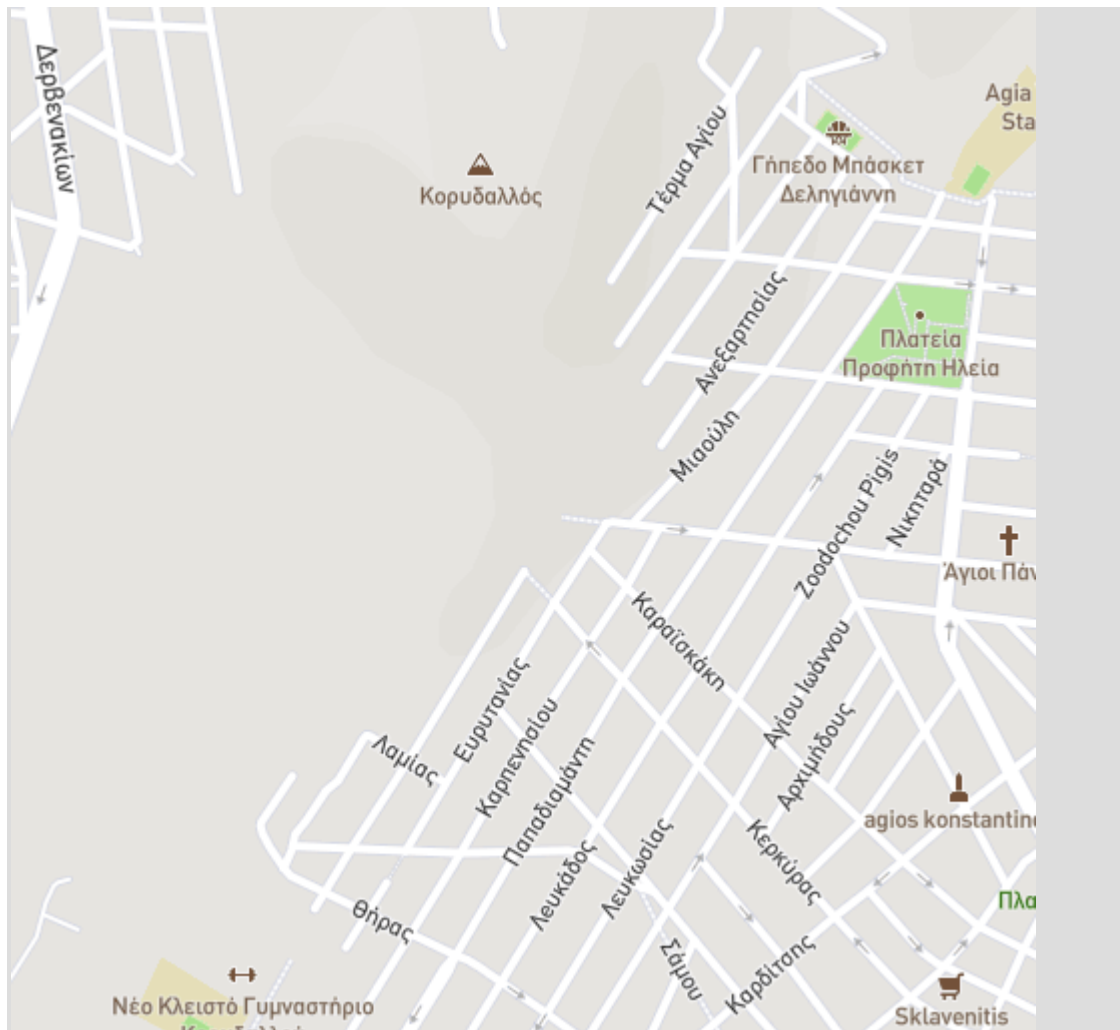 Δερβενακίων
Agia
Sta
Τέρμα Αγίου
Γήπεδο Μπάσκετ
Δεληγιάννη
Κορυδαλλός
Ανεξαρτησίας
Πλατεία
Προφήτη Ηλεία
Μιαούλη
Zoodochou Pigis
Νικηταρά
Άγιοι Πάν
Καραϊσκάκη
Αγίου Ιωάννου
Ευρυτανίας
Λαμίας
Καρπενησίου
Αρχιμήδους
Παπαδιαμάντη
agios konstantino
Κερκύρας
Λευκωσίας
Λευκάδος
Πλα
Θήρας
Σάμου
Καρδίτσης
Νέο Κλειστό Γυμναστήριο
Sklavenitis